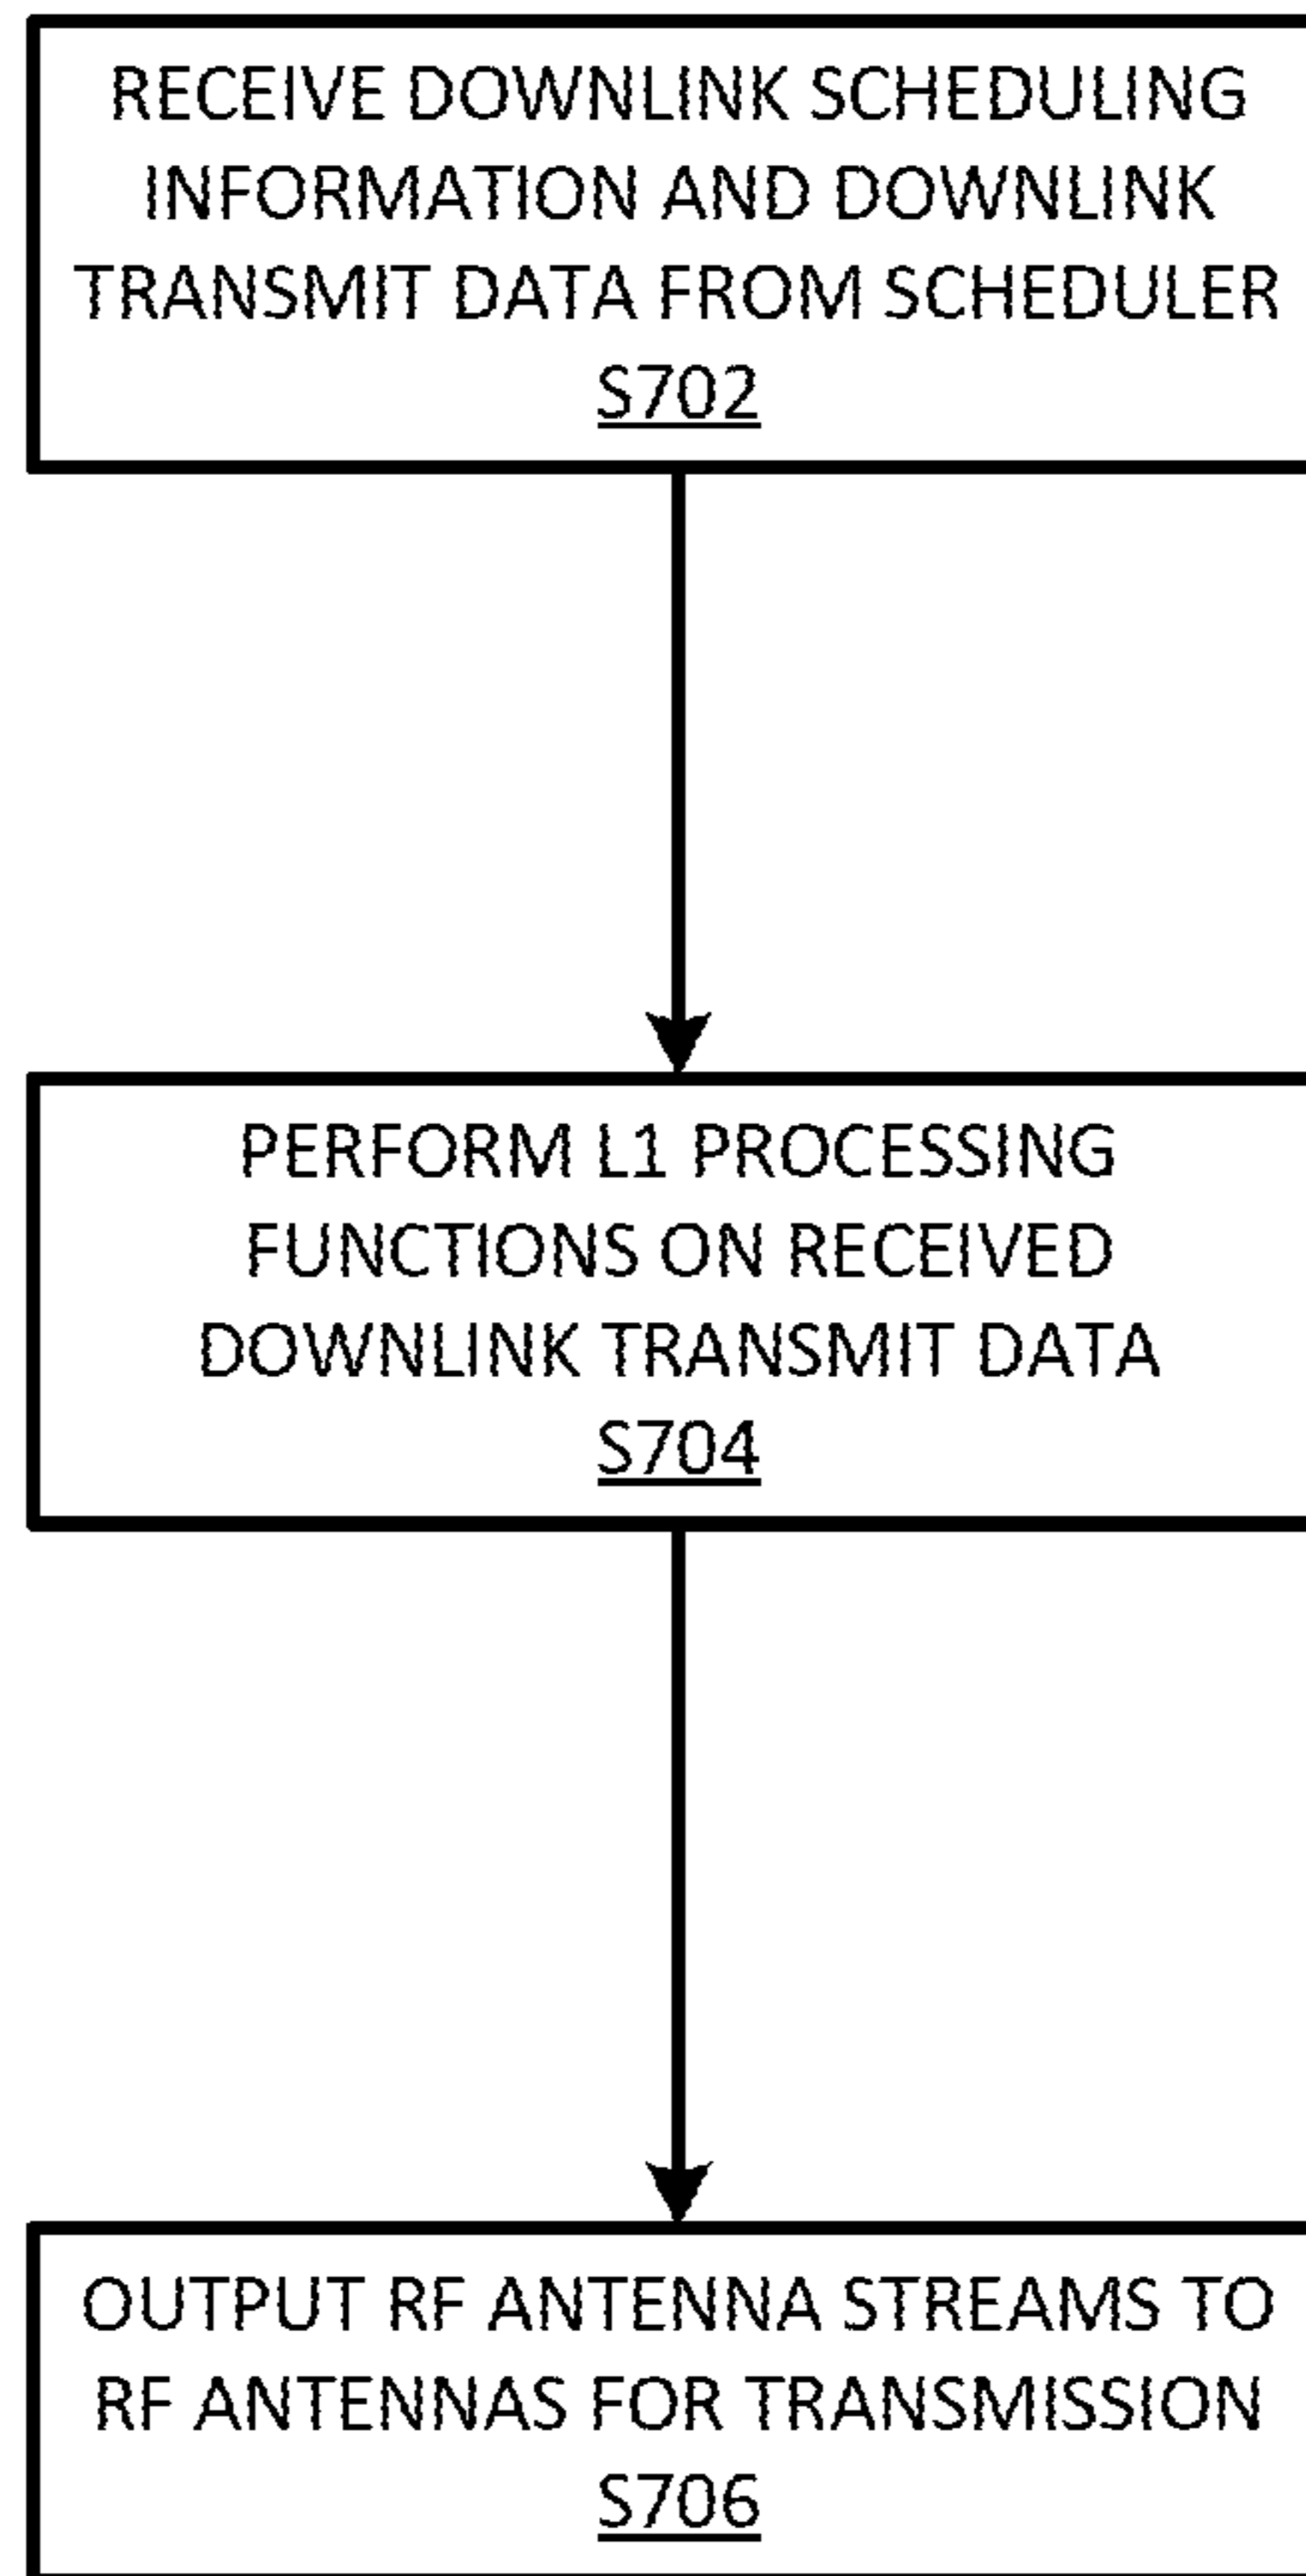 RECEIVE DOWNLINK SCHEDULING
INFORMATION AND DOWNLINK
TRANSMIT DATA FROM SCHEDULER
S702
PERFORM L1 PROCESSING
FUNCTIONS ON RECEIVED
DOWNLINK TRANSMIT DATA
S704
OUTPUT RF ANTENNA STREAMS TO
RF ANTENNAS FOR TRANSMISSION
S706